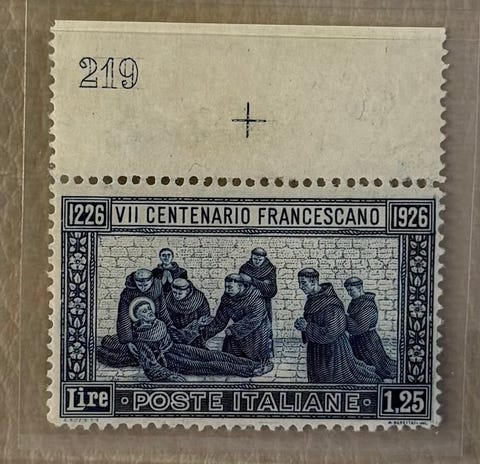 219
1226 VII CENTENARIO FRANCESCANO 1926
Lire · POSTE ITALIANE · 1,25